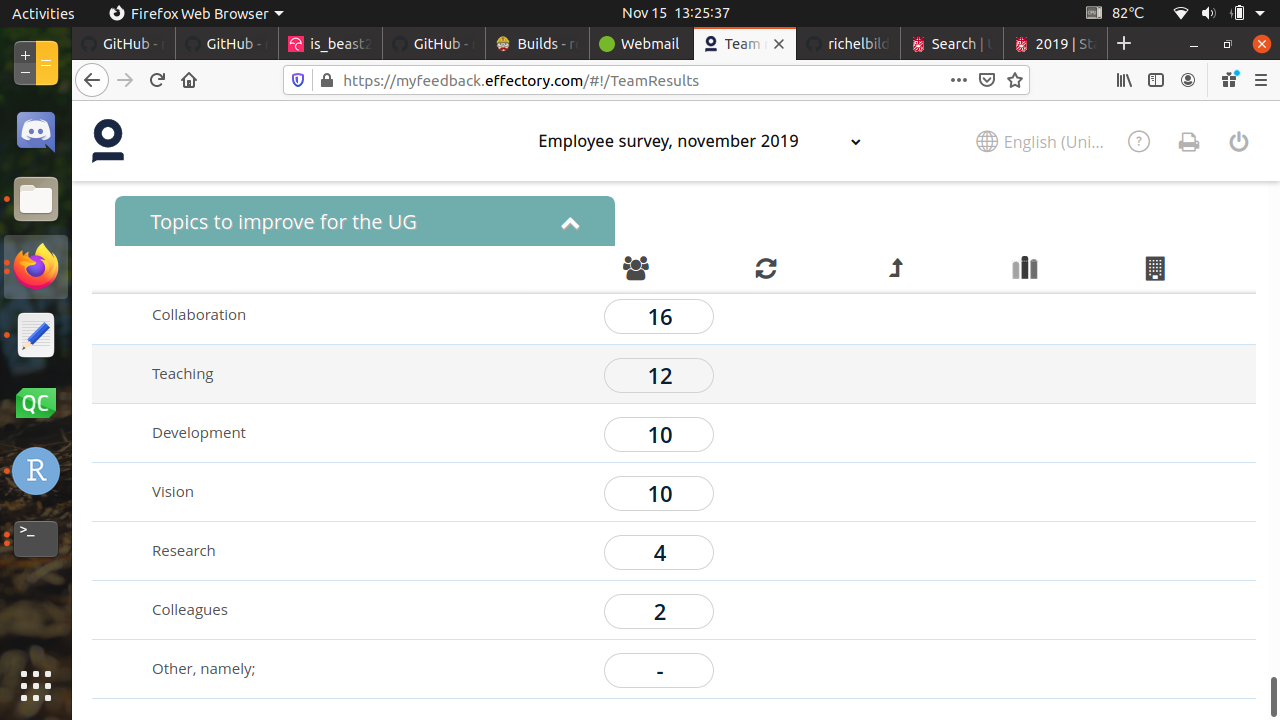 Activities
Firefox Web Browser
Nov 15 13:25:37
82°C
GitHub -
GitHub -
is_beast2
GitHub -
Builds - r
Webmail
Team
richelbild
Search | U
2019 | Sta
https://myfeedback.effectory.com/#!/TeamResults
Employee survey, november 2019
English (Uni...
?
Topics to improve for the UG
Collaboration 16
Teaching 12
Development 10
Vision 10
Research 4
Colleagues 2
Other, namely; -
QC
R
>_